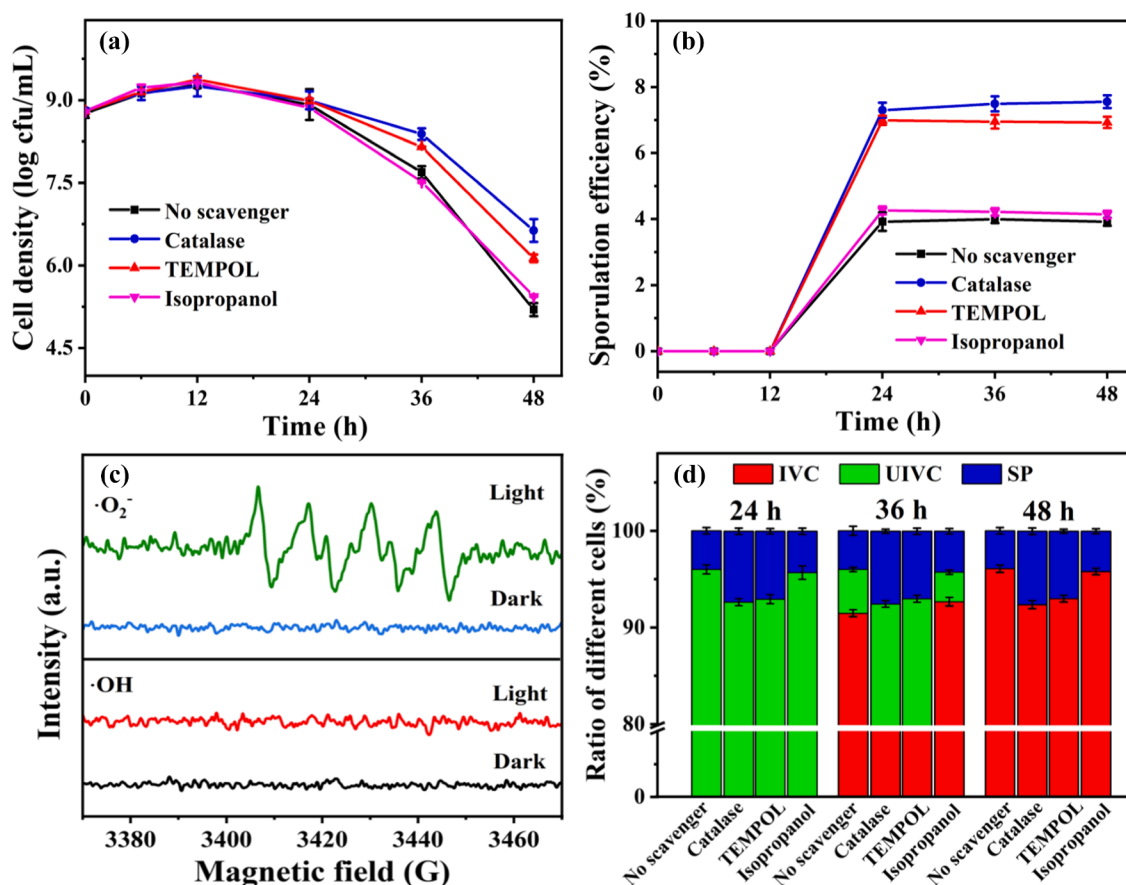 (a)
9.0
7.5
6.0
4.5
Cell density (log cfu/mL)
No scavenger
Catalase
TEMPOL
Isopropanol
0 6 12 24 36 48
Time (h)
(b)
10
8
6
4
2
0
Sporulation efficiency (%)
No scavenger
Catalase
TEMPOL
Isopropanol
0 6 12 24 36 48
Time (h)
(c)
·O₂⁻
Light
Dark
·OH
Light
Dark
Intensity (a.u.)
3380 3400 3420 3440 3460
Magnetic field (G)
(d)
IVC UIVC SP
24 h 36 h 48 h
100
90
80
0
Ratio of different cells (%)
No scavenger
Catalase
TEMPOL
Isopropanol
No scavenger
Catalase
TEMPOL
Isopropanol
No scavenger
Catalase
TEMPOL
Isopropanol